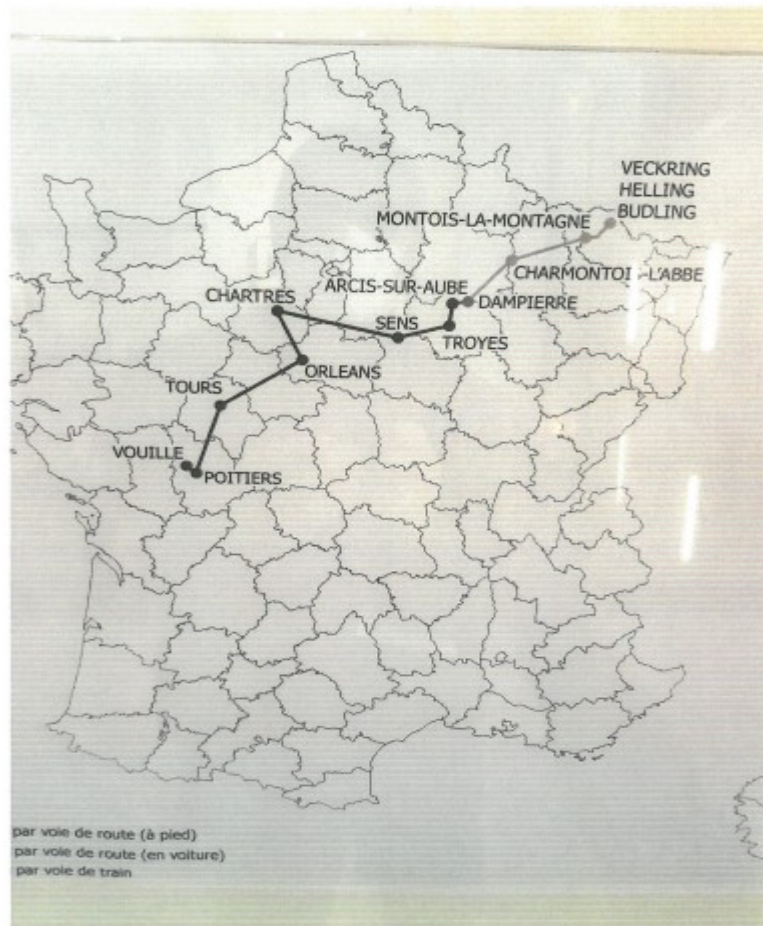 VECKRING
HELLING
BUDLING
MONTOIS-LA-MONTAGNE
CHARMONTOI -L'ABBE
ARCIS-SUR-AUBE
DAMPIERRE
CHARTRES
SENS
TROYES
ORLEANS
TOURS
VOUILLE
POITIERS
par voie de route (à pied)
par voie de route (en voiture)
par voie de train